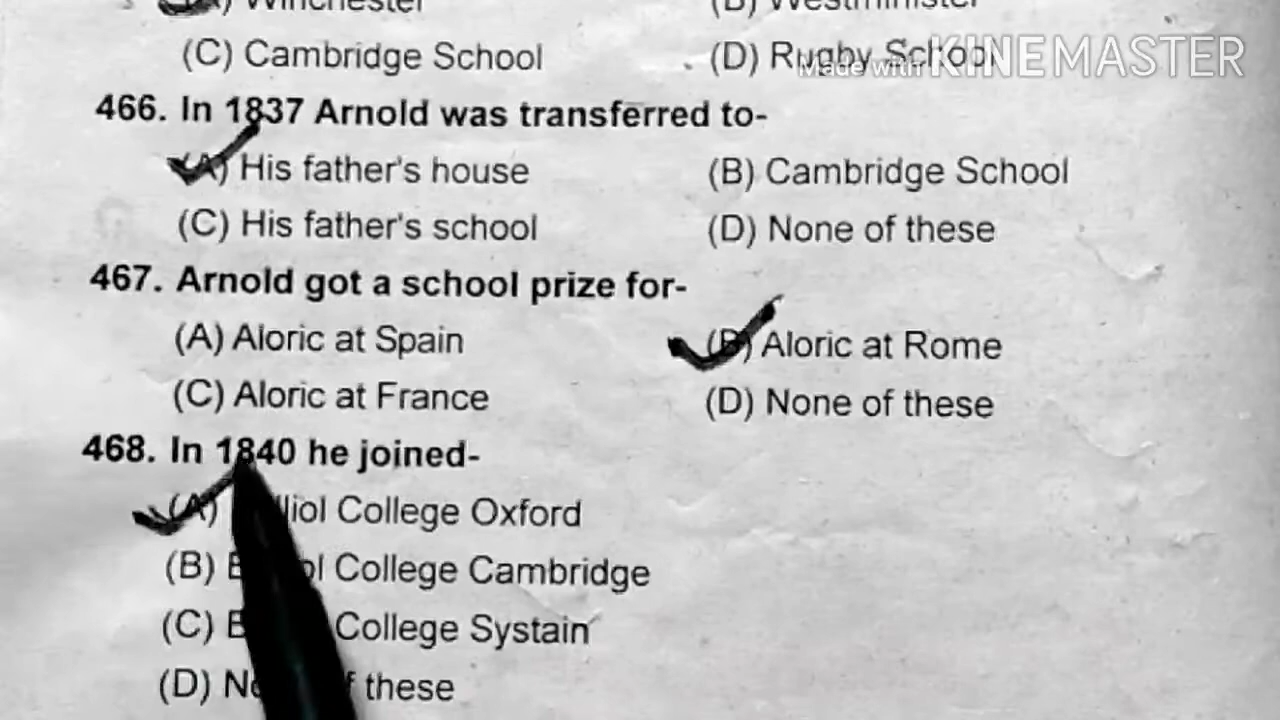 Winchester
(C) Cambridge School (D) Rugby School
Made with KINEMASTER
466. In 1837 Arnold was transferred to-
(A) His father's house (B) Cambridge School
(C) His father's school (D) None of these
467. Arnold got a school prize for-
(A) Aloric at Spain (B) Aloric at Rome
(C) Aloric at France (D) None of these
468. In 1840 he joined-
(A) College Oxford
(B) College Cambridge
(C) College Systain
(D) these